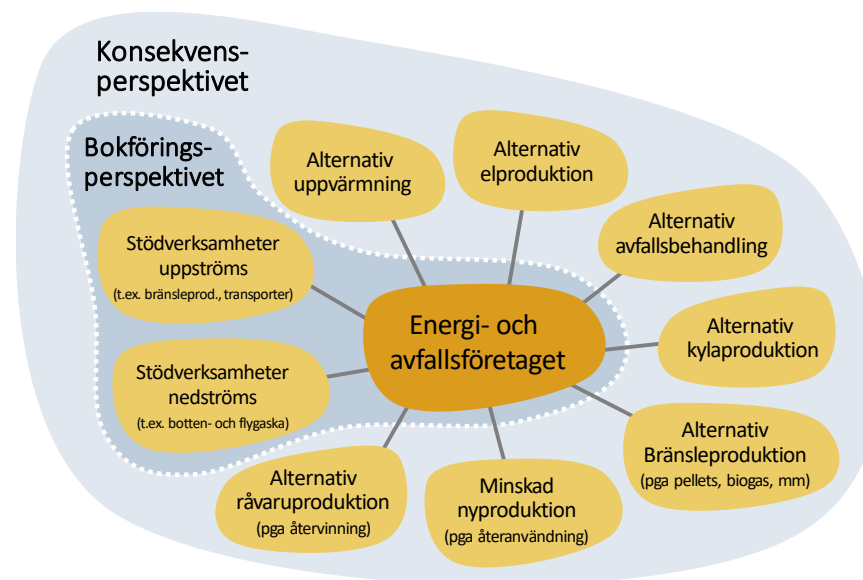 Konsekvens-
perspektivet
Bokförings-
perspektivet
Alternativ
uppvärmning
Alternativ
elproduktion
Alternativ
avfallsbehandling
Stödverksamheter
uppströms
(t.ex. bränsleprod., transporter)
Energi- och
avfallsföretaget
Alternativ
kylaproduktion
Stödverksamheter
nedströms
(t.ex. botten- och flygaska)
Alternativ
Bränsleproduktion
(pga pellets, biogas, mm)
Alternativ
råvaruproduktion
(pga återvinning)
Minskad
nyproduktion
(pga återanvändning)